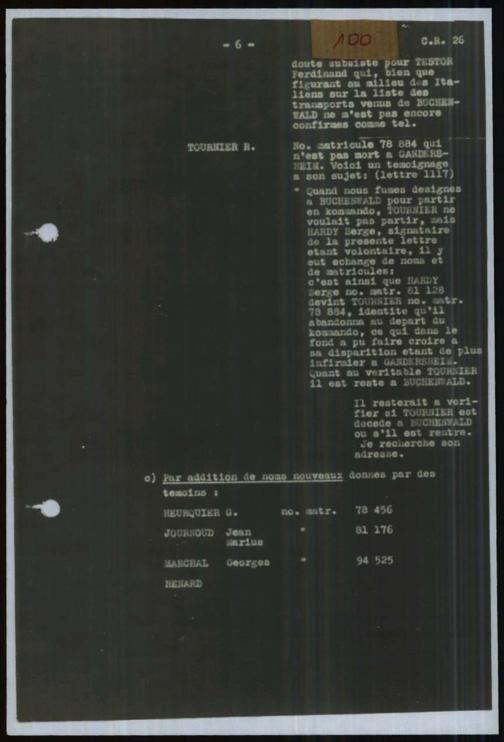 - 6 -
100
C.R. 26
doute subsiste pour TESTOR
Ferdinand qui, bien que
figurant au milieu des Ita-
liens sur la liste des
transports venus de BUCHEN-
WALD ne m'est pas encore
confirmes comme tel.
TOURNIER R.
No. matricule 78 884 qui
n'est pas mort a GANDERS-
HEIM. Voici un temoignage
a son sujet: (lettre 1117)
" Quand nous fumes designes
a BUCHENWALD pour partir
en kommando, TOURNIER ne
voulait pas partir, mais
HARDY Serge, signataire
de la presente lettre
etant volontaire, il y
eut echange de noms et
de matricules:
c'est ainsi que HARDY
Serge no. matr. 81 128
devint TOURNIER no. matr.
78 884, identite qu'il
abandonna au depart du
kommando, ce qui dans le
fond a pu faire croire a
sa disparition etant de plus
infirmier a GANDERSHEIM.
Quant au veritable TOURNIER
il est reste a BUCHENWALD.
Il resterait a veri-
fier si TOURNIER est
decede a BUCHENWALD
ou s'il est rentre.
Je recherche son
adresse.
c) Par addition de noms nouveaux donnes par des
temoins :
HEURQUIER G. no. matr. 78 456
JOURNOUD Jean " 81 176
Marius
MARCHAL Georges " 94 525
RENARD